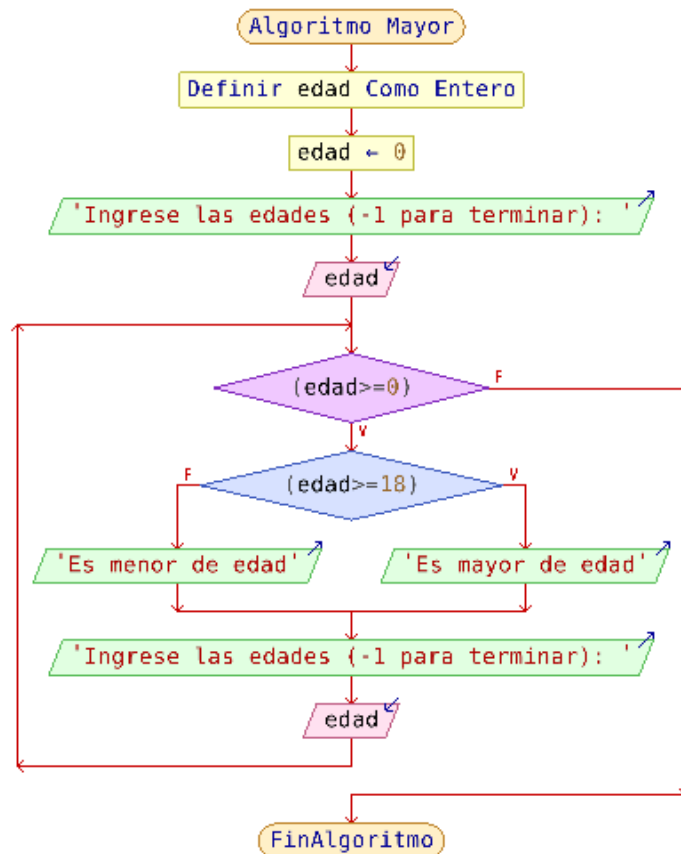 Algoritmo Mayor
Definir edad Como Entero
edad ← 0
'Ingrese las edades (-1 para terminar): '
edad
(edad>=0)
F
V
(edad>=18)
F
V
'Es menor de edad'
'Es mayor de edad'
'Ingrese las edades (-1 para terminar): '
edad
FinAlgoritmo